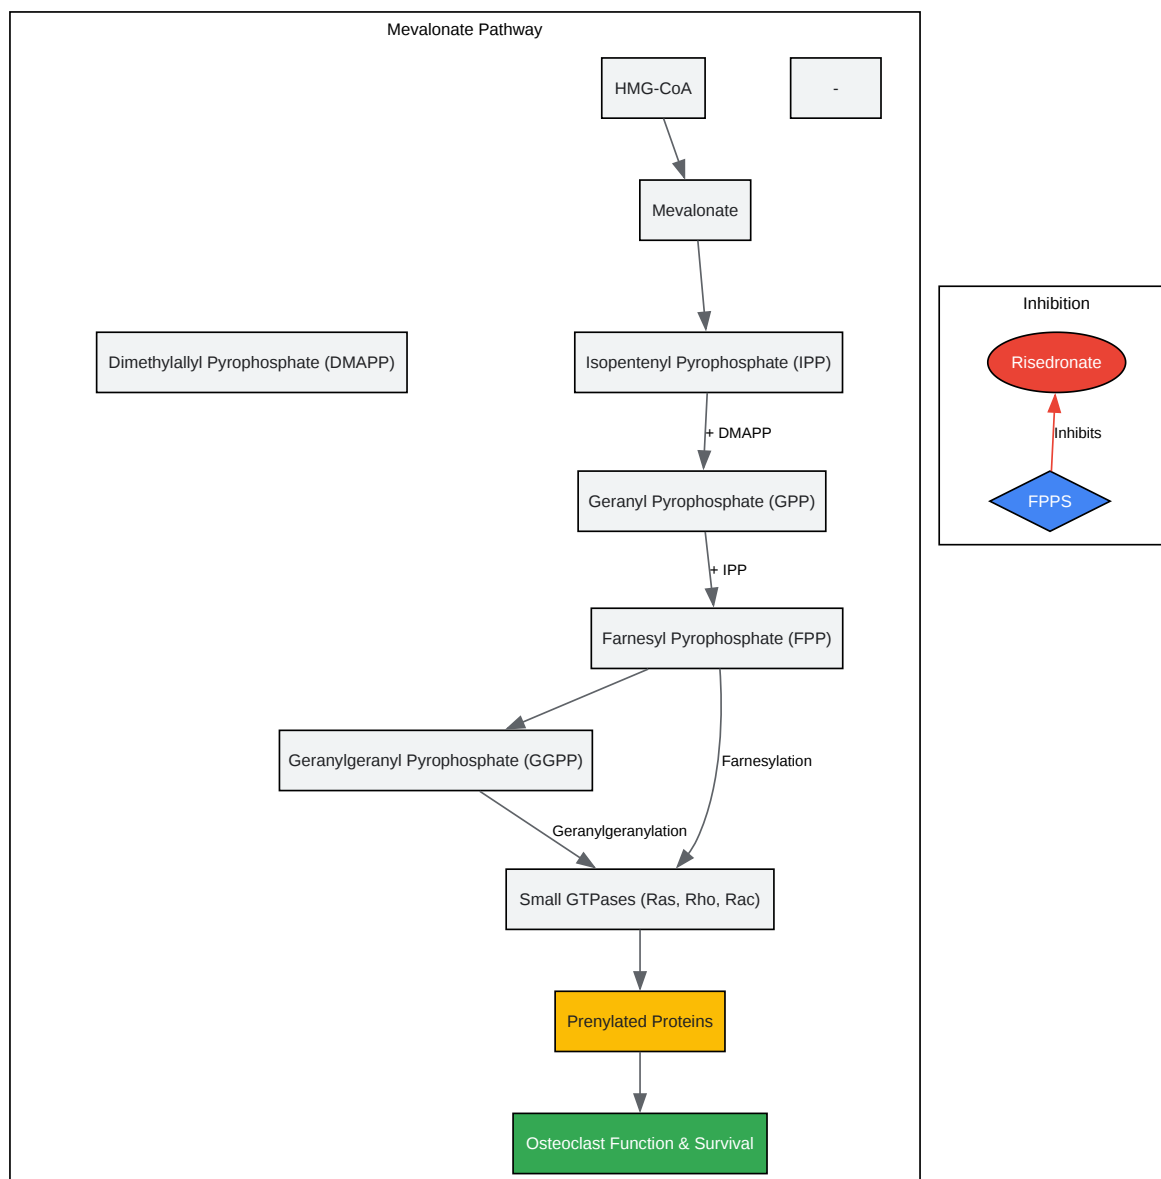 Mevalonate Pathway
HMG-CoA
-
Mevalonate
Inhibition
Dimethylallyl Pyrophosphate (DMAPP)
Isopentenyl Pyrophosphate (IPP)
Risedronate
+ DMAPP
Inhibits
Geranyl Pyrophosphate (GPP)
FPPS
+ IPP
Farnesyl Pyrophosphate (FPP)
Geranylgeranyl Pyrophosphate (GGPP)
Farnesylation
Geranylgeranylation
Small GTPases (Ras, Rho, Rac)
Prenylated Proteins
Osteoclast Function & Survival